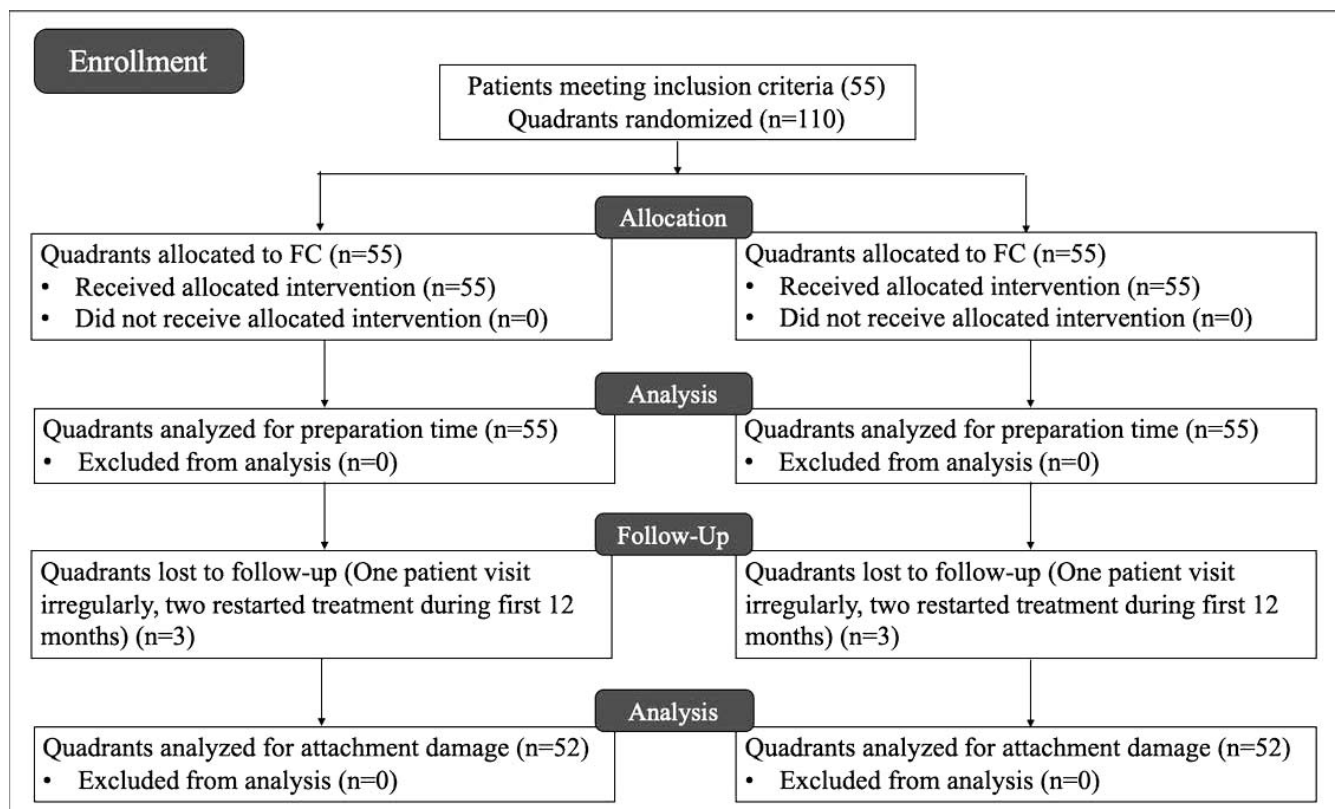 Enrollment
Patients meeting inclusion criteria (55)
Quadrants randomized (n=110)
Allocation
Quadrants allocated to FC (n=55)
• Received allocated intervention (n=55)
• Did not receive allocated intervention (n=0)
Quadrants allocated to FC (n=55)
• Received allocated intervention (n=55)
• Did not receive allocated intervention (n=0)
Analysis
Quadrants analyzed for preparation time (n=55)
• Excluded from analysis (n=0)
Quadrants analyzed for preparation time (n=55)
• Excluded from analysis (n=0)
Follow-Up
Quadrants lost to follow-up (One patient visit
irregularly, two restarted treatment during first 12
months) (n=3)
Quadrants lost to follow-up (One patient visit
irregularly, two restarted treatment during first 12
months) (n=3)
Analysis
Quadrants analyzed for attachment damage (n=52)
• Excluded from analysis (n=0)
Quadrants analyzed for attachment damage (n=52)
• Excluded from analysis (n=0)